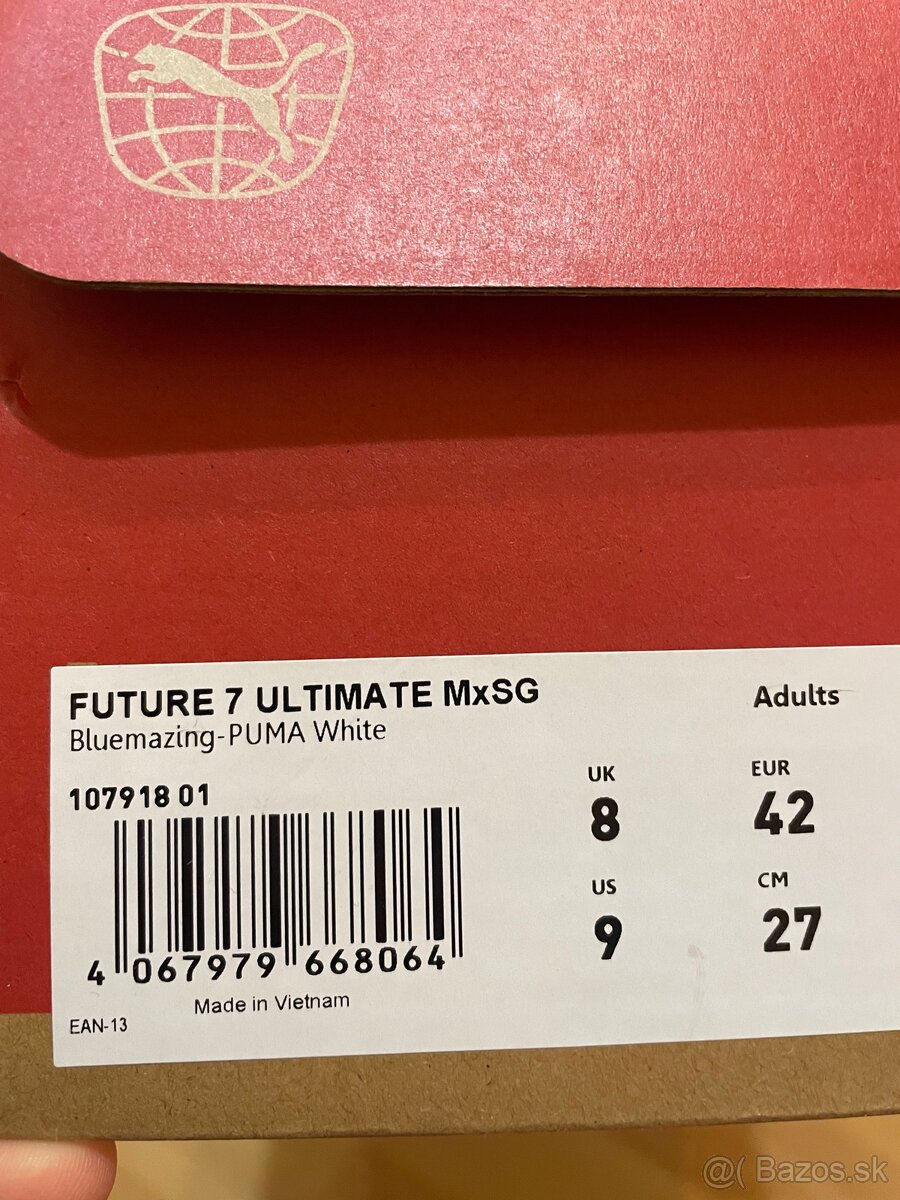 FUTURE 7 ULTIMATE MxSG
Adults
Bluemazing-PUMA White
107918 01
UK
EUR
8
42
US
CM
9
27
4 067979 668064
Made in Vietnam
EAN-13
@( Bazos.sk